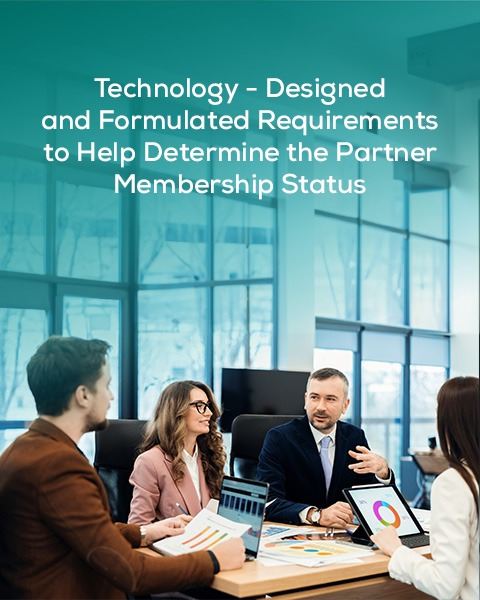 Technology - Designed
and Formulated Requirements
to Help Determine the Partner
Membership Status